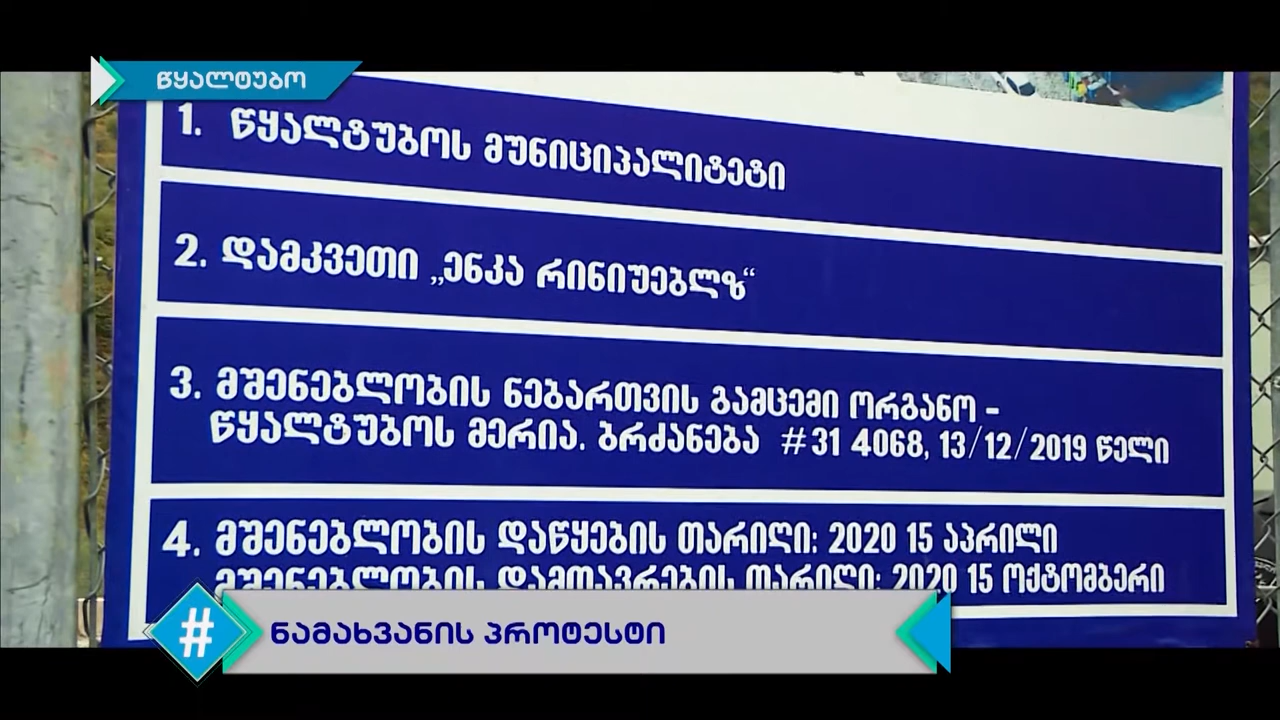 წყალტუბო
1. წყალტუბოს მუნიციპალიტეტი
2. დამკვეთი „ენკა რინიუებლზ“
3. მშენებლობის ნებართვის გამცემი ორგანო -
წყალტუბოს მერია. ბრძანება #31 4068, 13/12/2019 წელი
4. მშენებლობის დაწყების თარიღი: 2020 15 აპრილი
მშენებლობის დამთავრების თარიღი: 2020 15 ოქტომბერი
# ნამახვანის პროტესტი